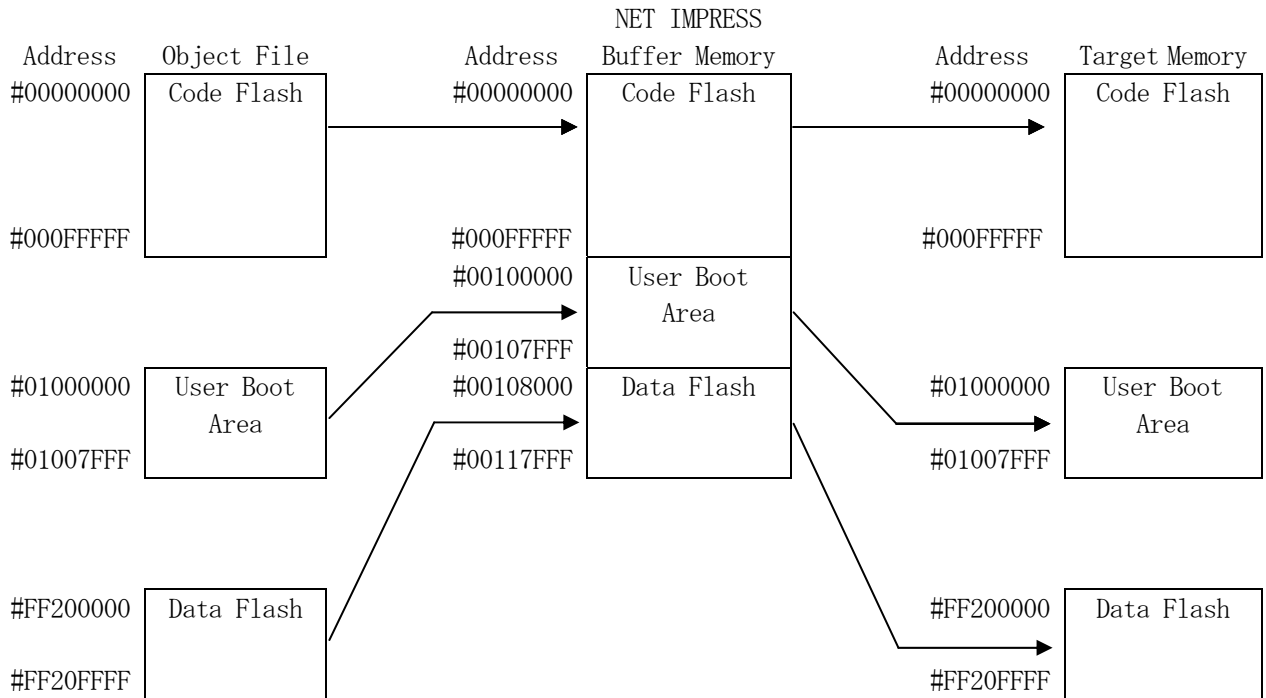 NET IMPRESS
Address Object File Address Buffer Memory Address Target Memory
#00000000 Code Flash #00000000 Code Flash #00000000 Code Flash
#000FFFFF #000FFFFF #000FFFFF
#00100000 User Boot
Area
#00107FFF
#01000000 User Boot #00108000 Data Flash #01000000 User Boot
Area Area
#01007FFF #00117FFF #01007FFF
#FF200000 Data Flash #FF200000 Data Flash
#FF20FFFF #FF20FFFF